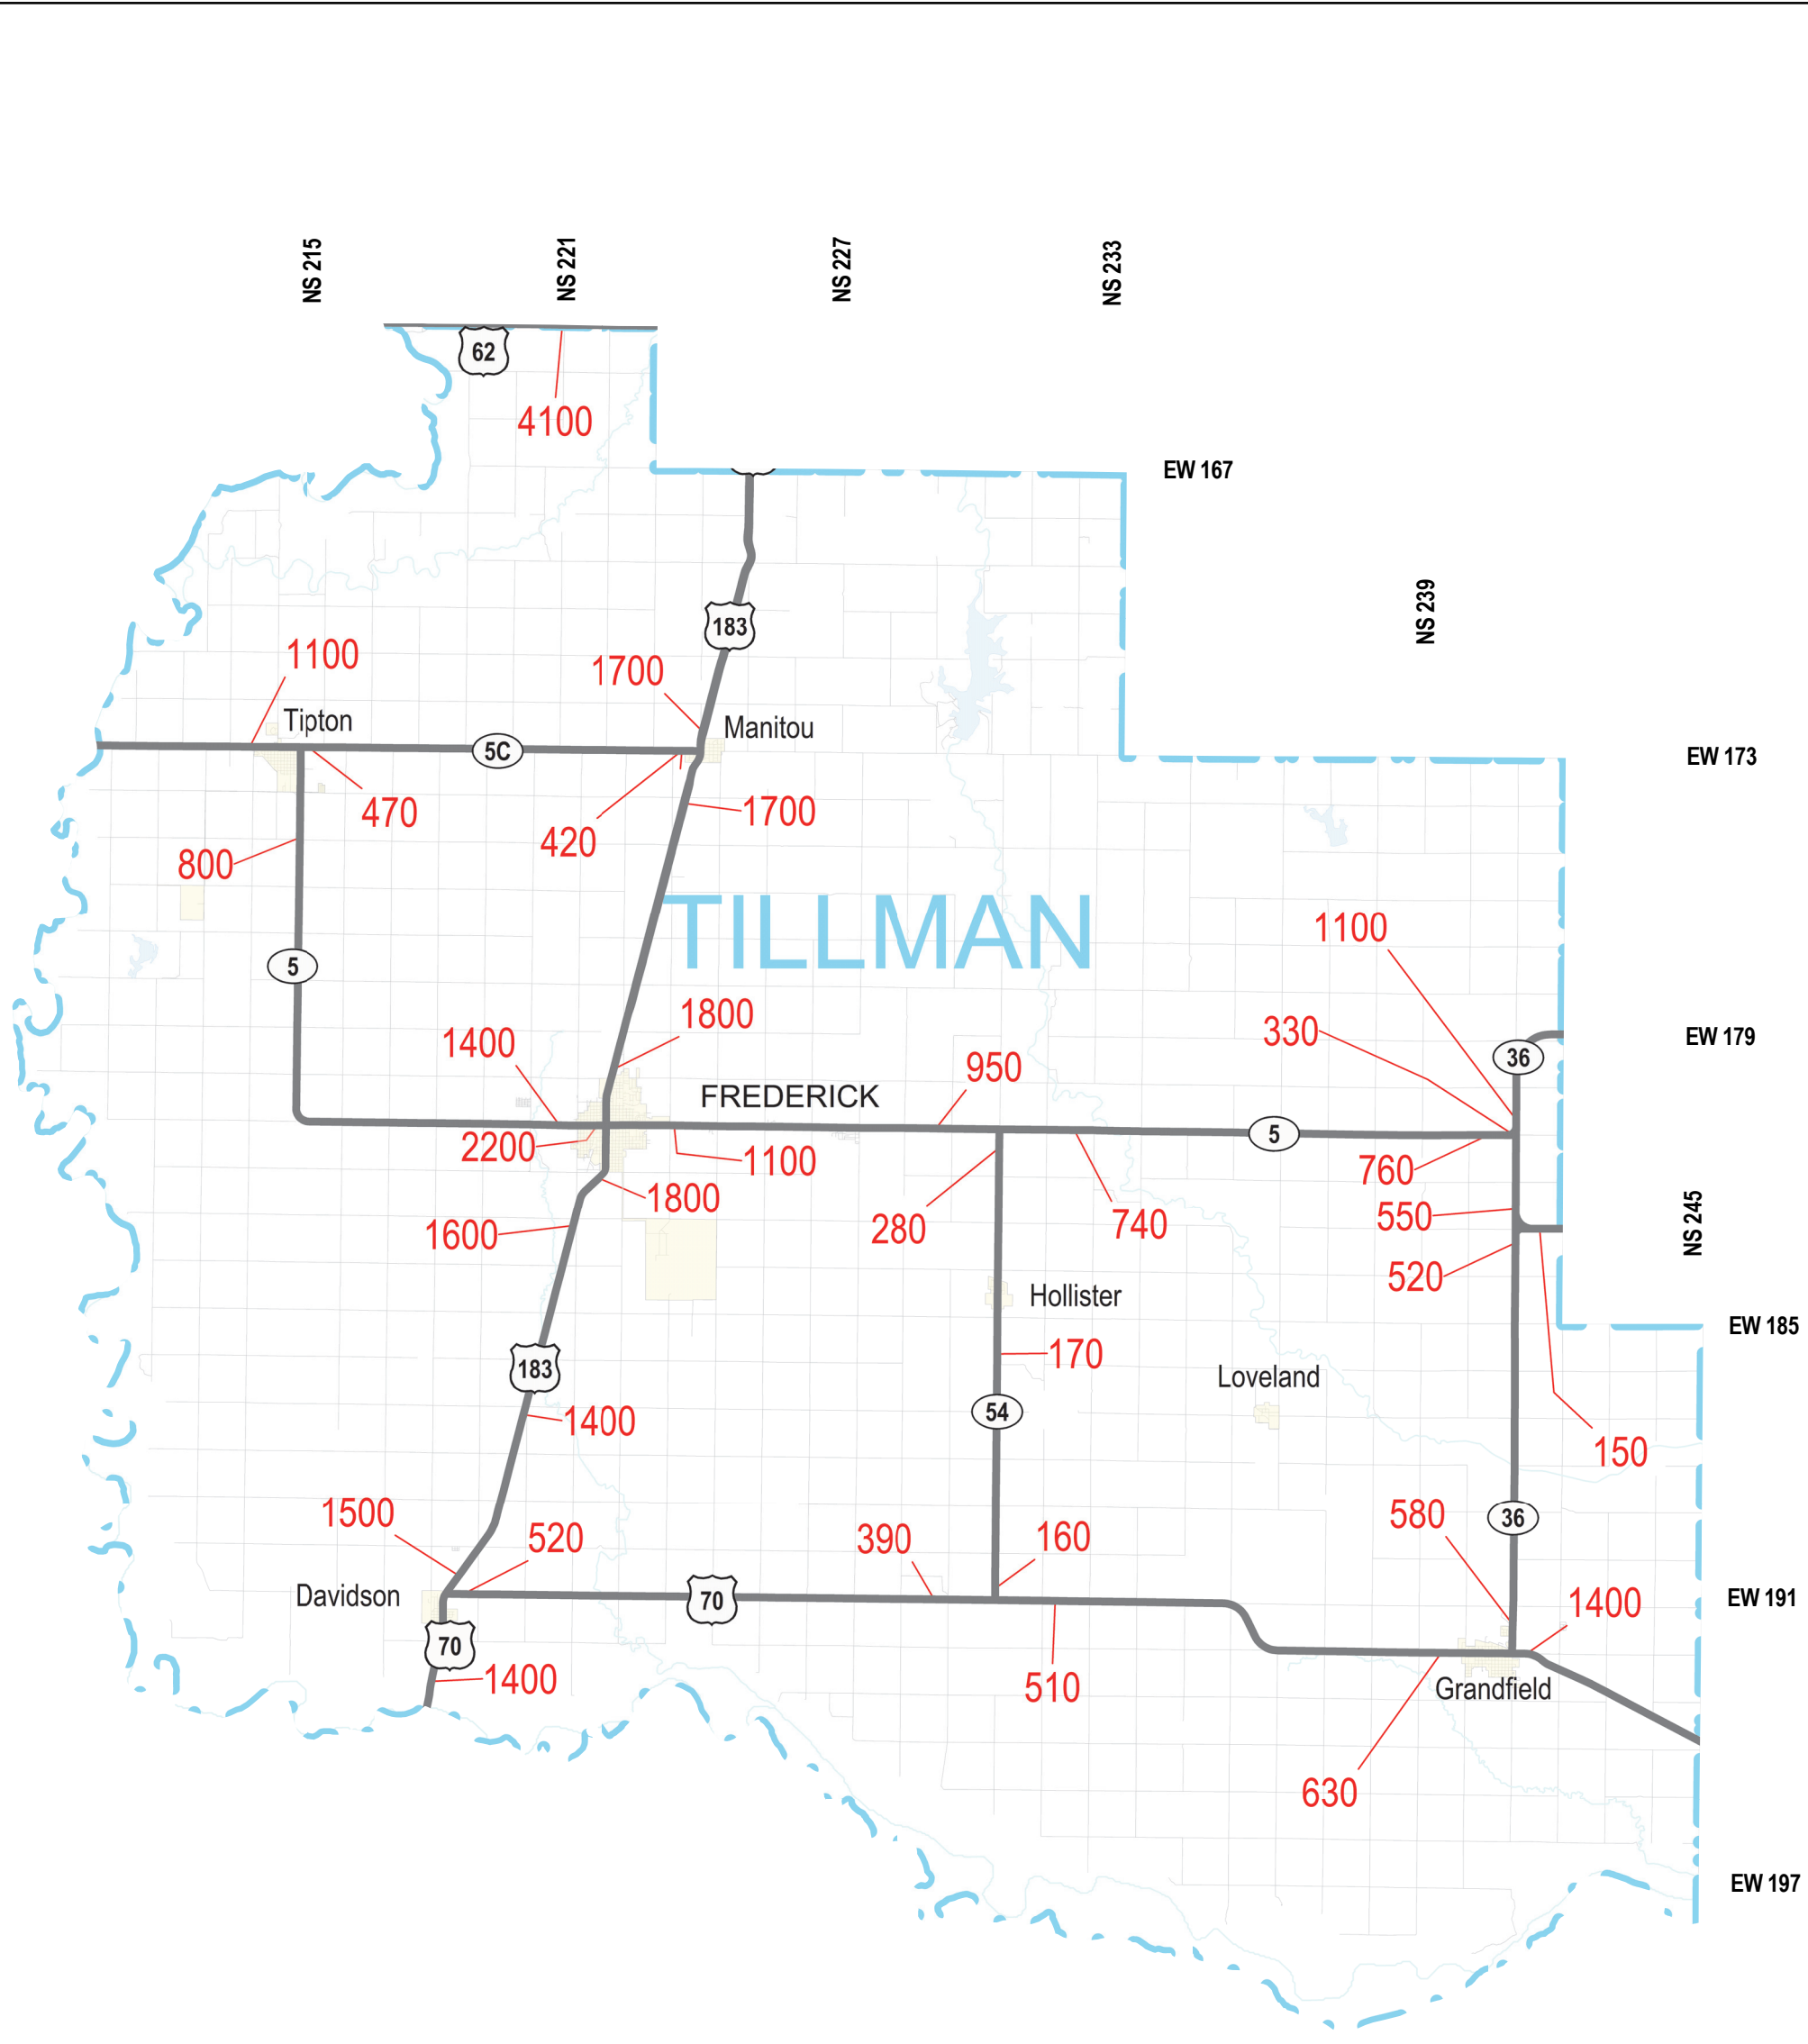 NS 215
NS 221
NS 227
NS 233
62
4100
EW 167
NS 239
183
1100
1700
Tipton
Manitou
5C
EW 173
470
1700
420
800
TILLMAN
1100
5
1800
330
EW 179
1400
36
950
FREDERICK
5
2200
1100
760
1800
550
280
740
NS 245
1600
520
Hollister
EW 185
170
183
Loveland
54
1400
150
1500
580
36
520
390
160
Davidson
70
EW 191
1400
70
1400
510
Grandfield
630
EW 197